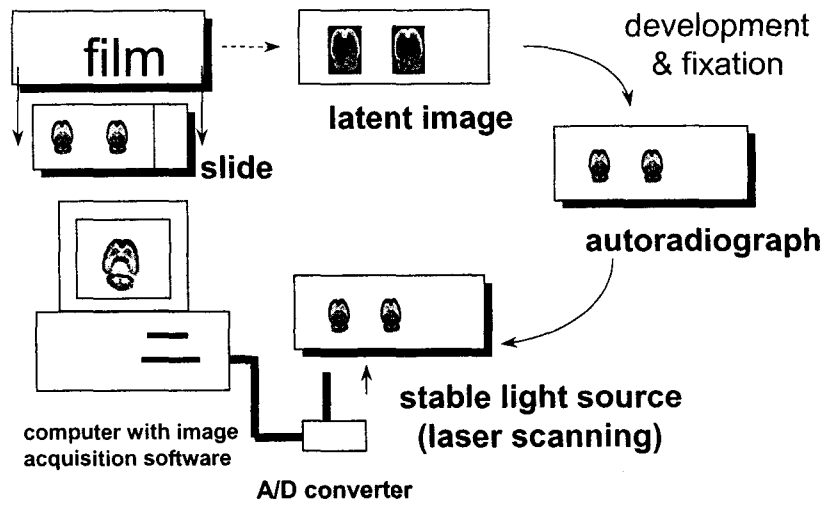 film
latent image
development
& fixation
slide
autoradiograph
stable light source
(laser scanning)
computer with image
acquisition software
A/D converter